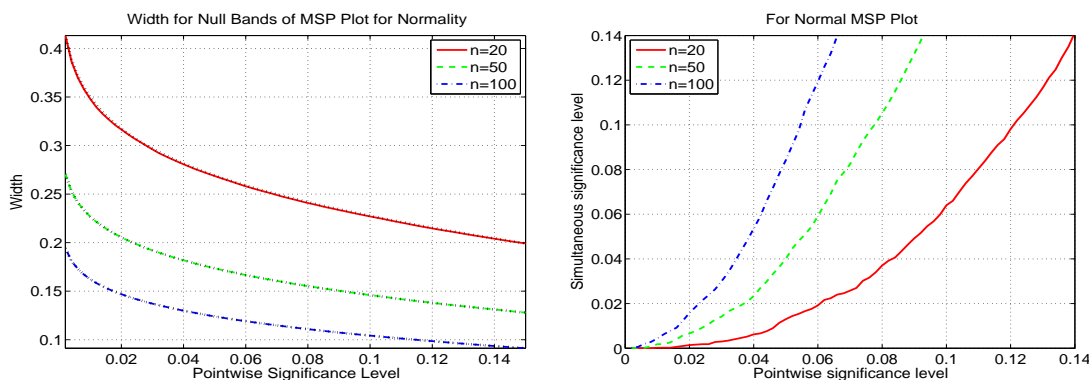 Width for Null Bands of MSP Plot for Normality
Width
0.4
0.35
0.3
0.25
0.2
0.15
0.1
n=20
n=50
n=100
0.02 0.04 0.06 0.08 0.1 0.12 0.14
Pointwise Significance Level
For Normal MSP Plot
Simultaneous significance level
0.14
0.12
0.1
0.08
0.06
0.04
0.02
0
n=20
n=50
n=100
0 0.02 0.04 0.06 0.08 0.1 0.12 0.14
Pointwise significance level